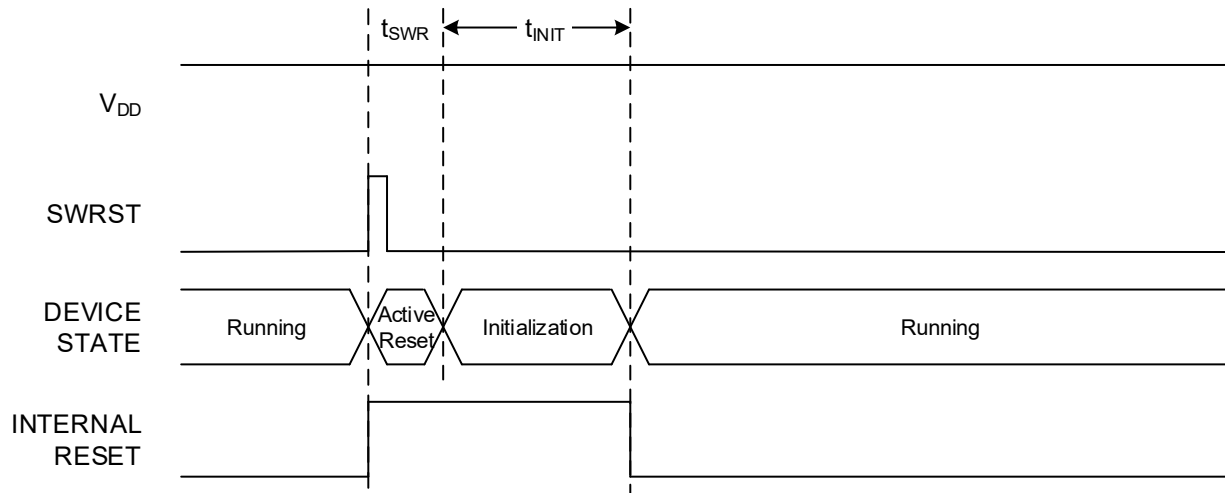 tSWR
tINIT
VDD
SWRST
DEVICE
STATE
Running
Active
Reset
Initialization
Running
INTERNAL
RESET